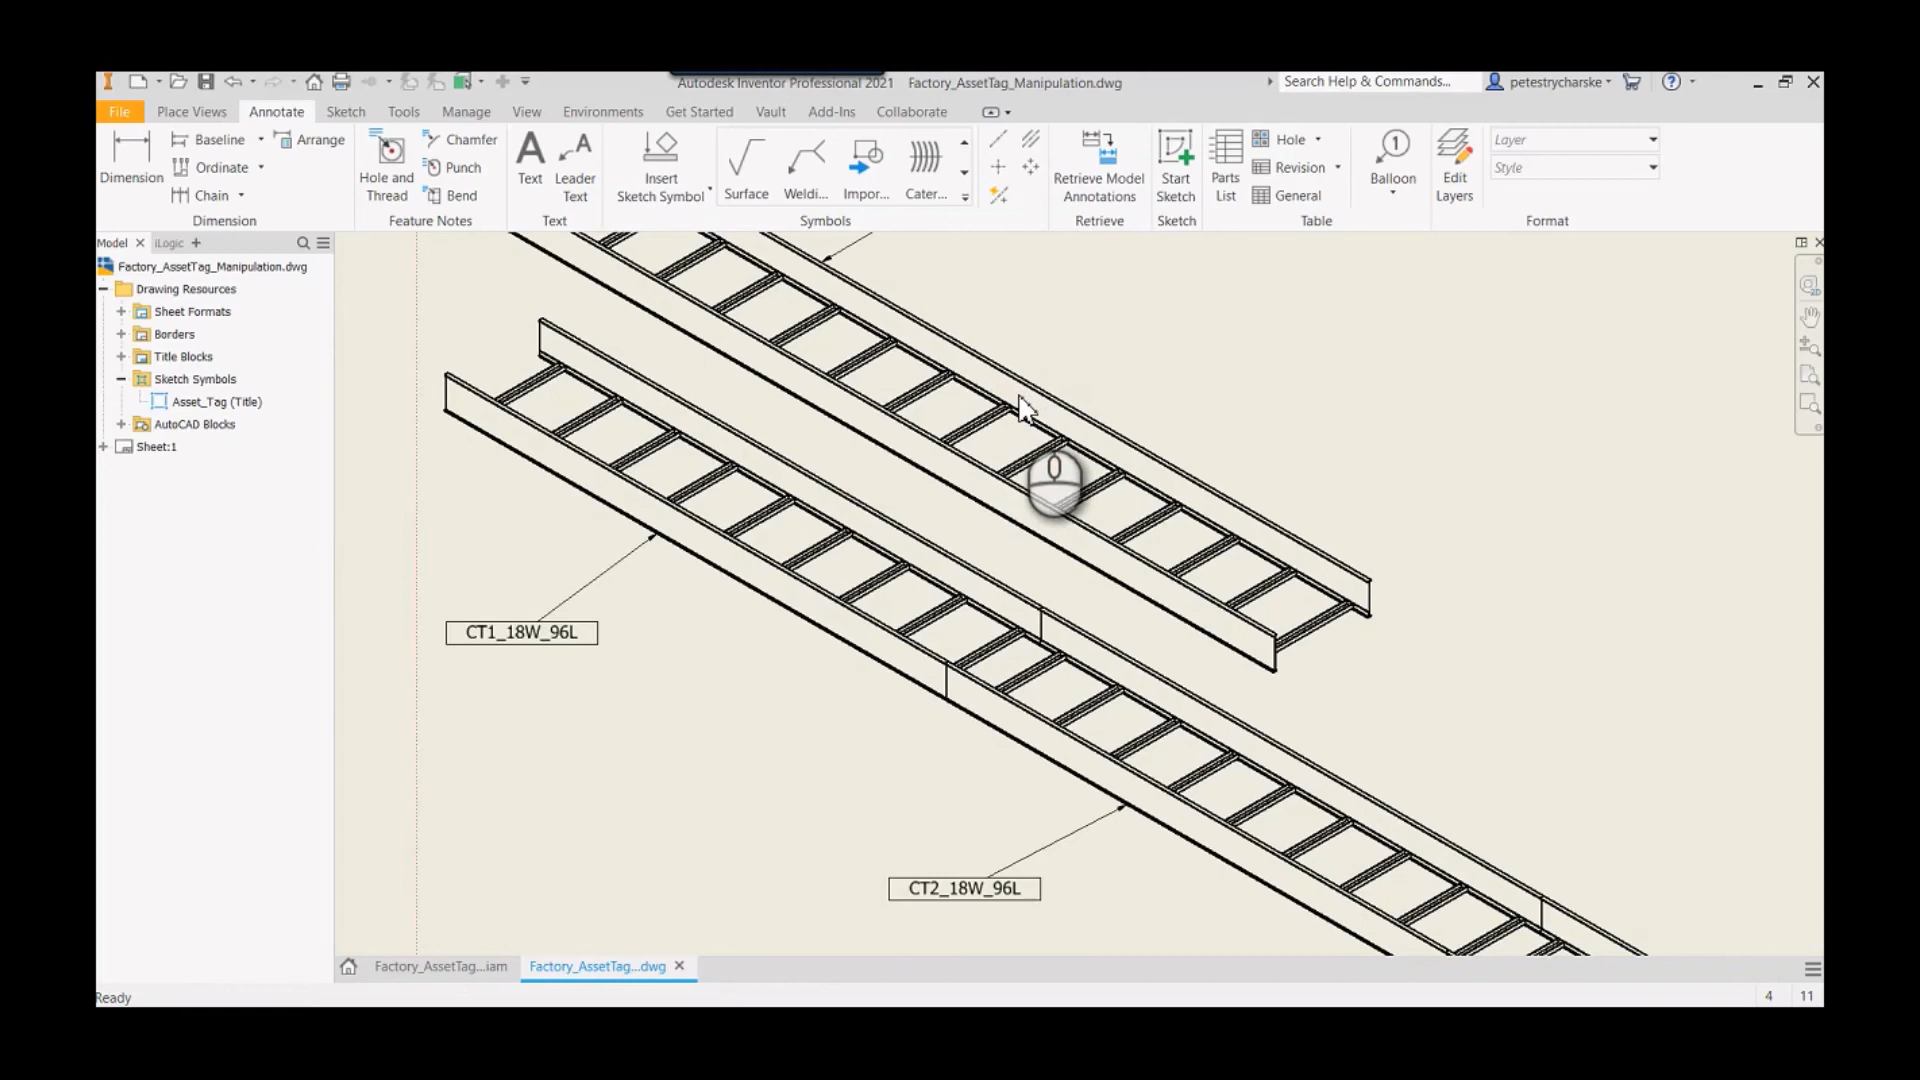 Autodesk Inventor Professional 2021 Factory_AssetTag_Manipulation.dwg
Search Help & Commands...
petestrycharske
File Place Views Annotate Sketch Tools Manage View Environments Get Started Vault Add-Ins Collaborate
Dimension
Baseline
Arrange
Ordinate
Chain
Dimension
Hole and
Thread
Chamfer
Punch
Bend
Feature Notes
A
Text
A
Leader
Text
Text
Insert
Sketch Symbol
Surface
Weldi...
Impor...
Cater...
Symbols
Retrieve Model
Annotations
Retrieve
Start
Sketch
Sketch
Parts
List
Hole
Revision
General
Table
1
Balloon
Edit
Layers
Layer
Style
Format
Model
iLogic
Factory_AssetTag_Manipulation.dwg
Drawing Resources
Sheet Formats
Borders
Title Blocks
Sketch Symbols
Asset_Tag (Title)
AutoCAD Blocks
Sheet:1
CT1_18W_96L
CT2_18W_96L
Factory_AssetTag...iam
Factory_AssetTag...dwg
Ready
4 11